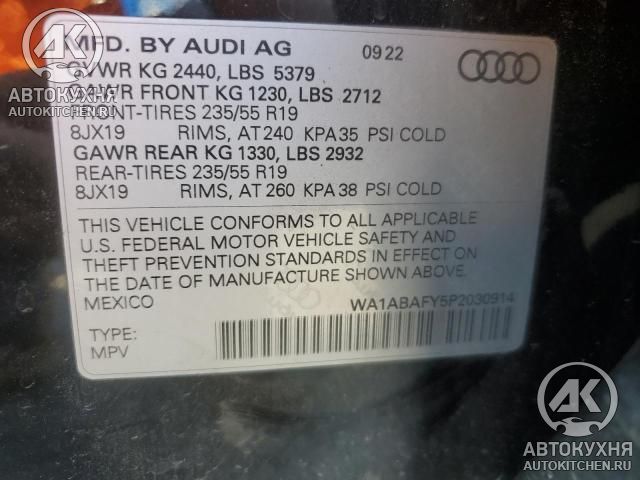 MFD. BY AUDI AG 09 22
GVWR KG 2440, LBS 5379
GAWR FRONT KG 1230, LBS 2712
FRONT-TIRES 235/55 R19
8JX19 RIMS, AT 240 KPA 35 PSI COLD
GAWR REAR KG 1330, LBS 2932
REAR-TIRES 235/55 R19
8JX19 RIMS, AT 260 KPA 38 PSI COLD
THIS VEHICLE CONFORMS TO ALL APPLICABLE
U.S. FEDERAL MOTOR VEHICLE SAFETY AND
THEFT PREVENTION STANDARDS IN EFFECT ON
THE DATE OF MANUFACTURE SHOWN ABOVE.
MEXICO WA1ABAFY5P2030914
TYPE:
MPV
АК
АВТОКУХНЯ
AUTOKITCHEN.RU
АК
АВТОКУХНЯ
AUTOKITCHEN.RU